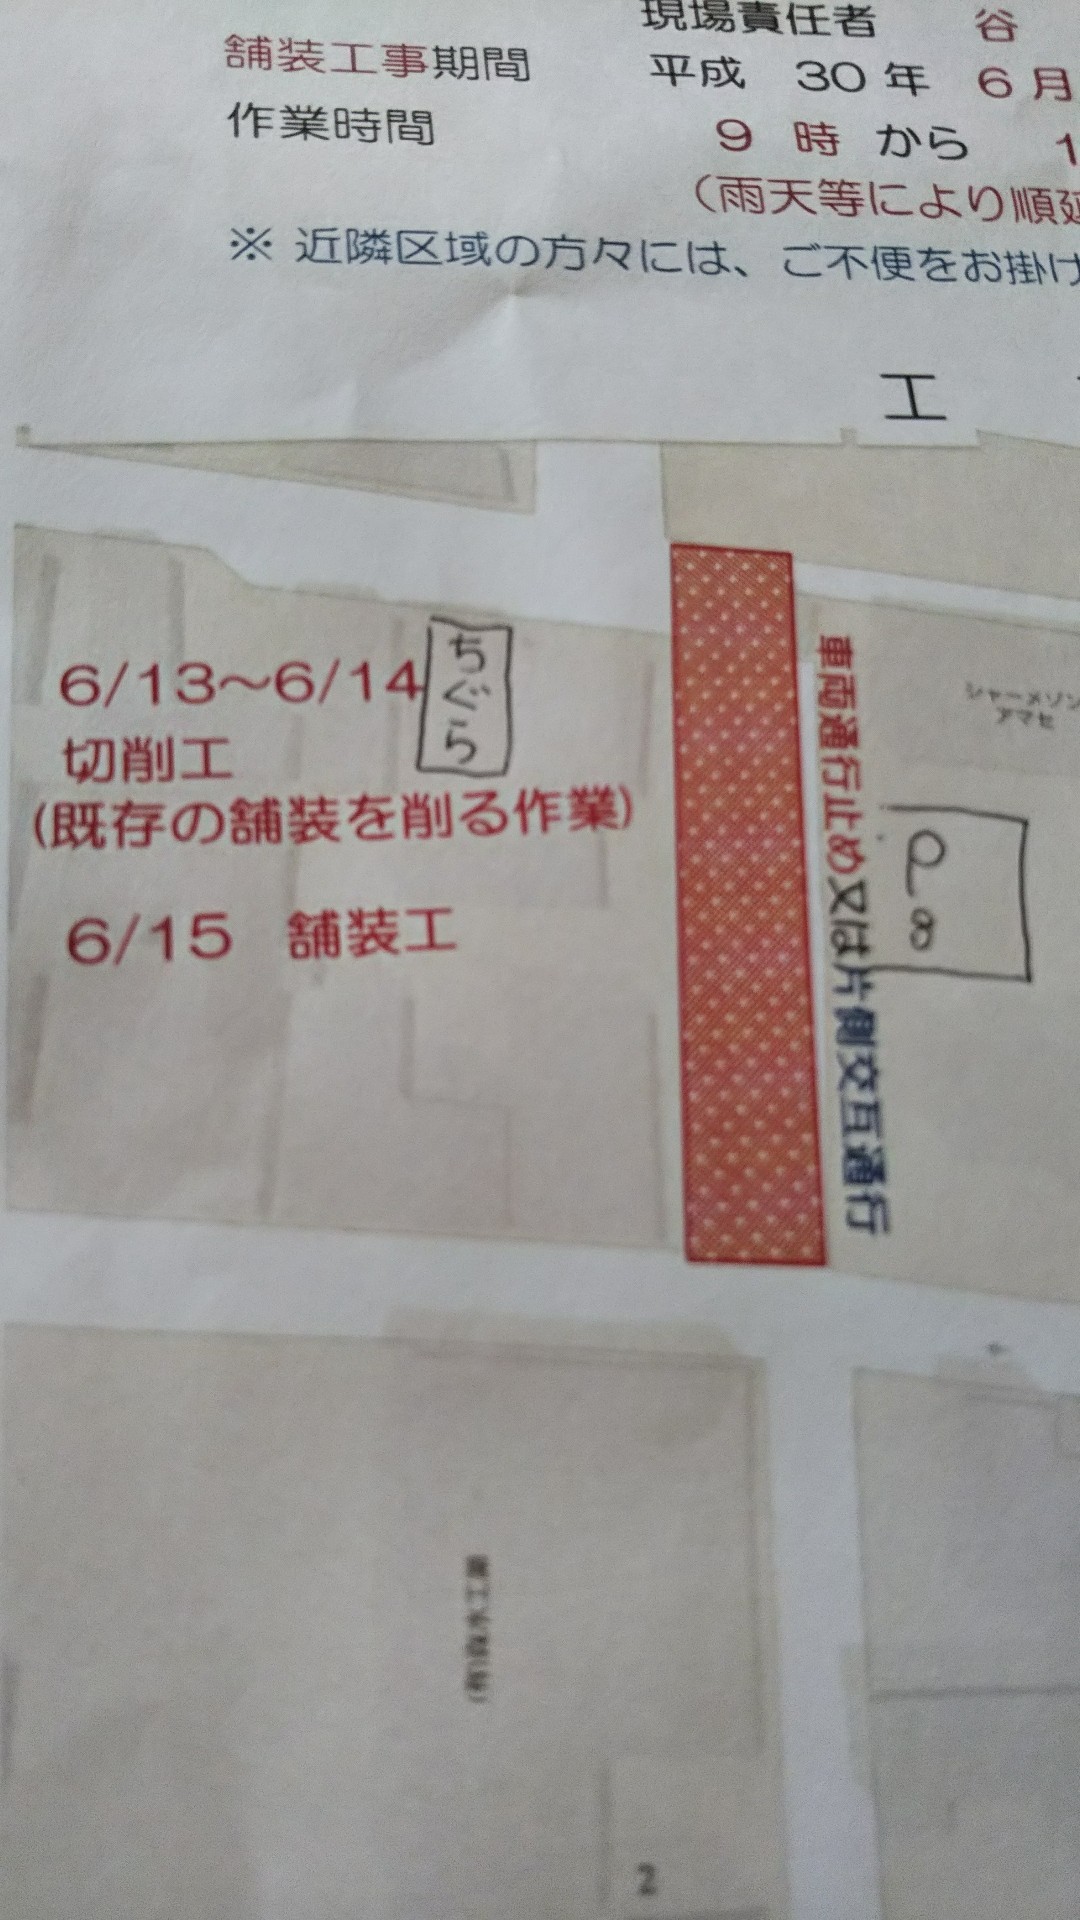 現場責任者 谷
舗装工事期間 平成 30 年 6 月
作業時間 9 時 から 1
(雨天等により順延
※ 近隣区域の方々には、ご不便をお掛け
工
6/13～6/14
ちぐら
切削工
(既存の舗装を削る作業)
6/15 舗装工
車両通行止め又は片側交互通行
シャーメゾン
アマセ
P
8
2